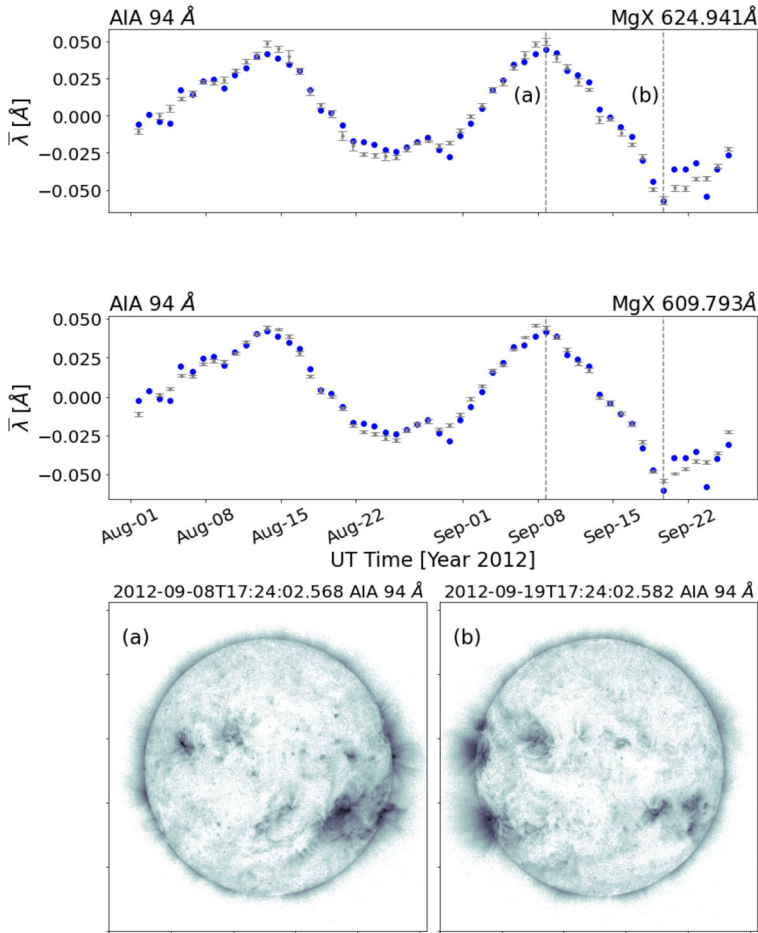 AIA 94 Å MgX 624.941Å
0.050
0.025
0.000
−0.025
−0.050
λ̅ [Å]
(a) (b)
AIA 94 Å MgX 609.793Å
0.050
0.025
0.000
−0.025
−0.050
λ̅ [Å]
Aug-01 Aug-08 Aug-15 Aug-22 Sep-01 Sep-08 Sep-15 Sep-22
UT Time [Year 2012]
2012-09-08T17:24:02.568 AIA 94 Å 2012-09-19T17:24:02.582 AIA 94 Å
(a) (b)